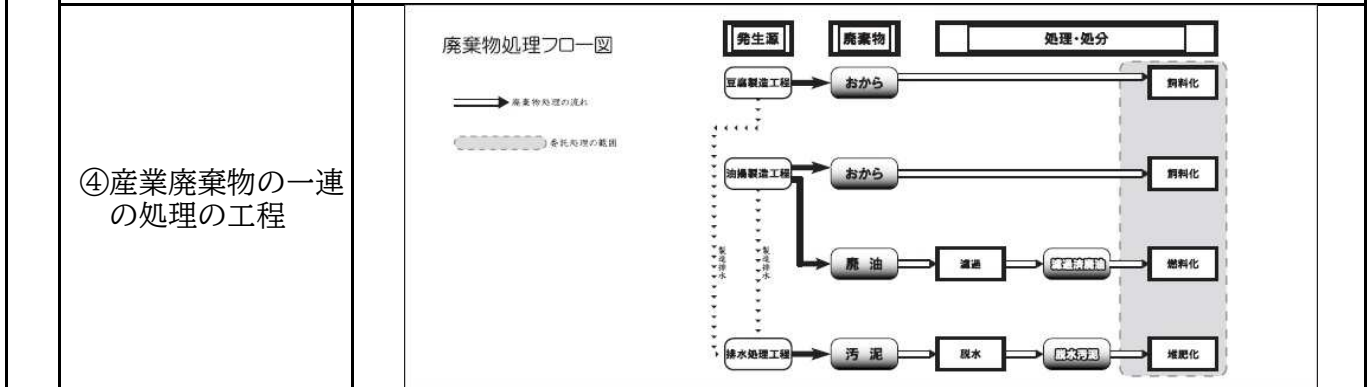 ④産業廃棄物の一連
の処理の工程
廃棄物処理フロー図
廃棄物処理の流れ
委託処理の範囲
発生源
廃棄物
処理・処分
豆腐製造工程
おから
飼料化
油揚製造工程
おから
飼料化
製造排水
製造排水
廃油
濾過
濾過済廃油
燃料化
排水処理工程
汚泥
脱水
脱水汚泥
堆肥化